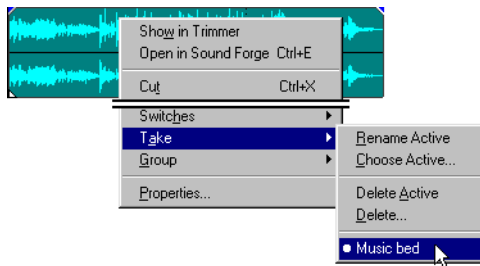 Show in Trimmer
Open in Sound Forge Ctrl+E
Cut Ctrl+X
Switches
Take
Group
Properties...
Rename Active
Choose Active...
Delete Active
Delete...
Music bed